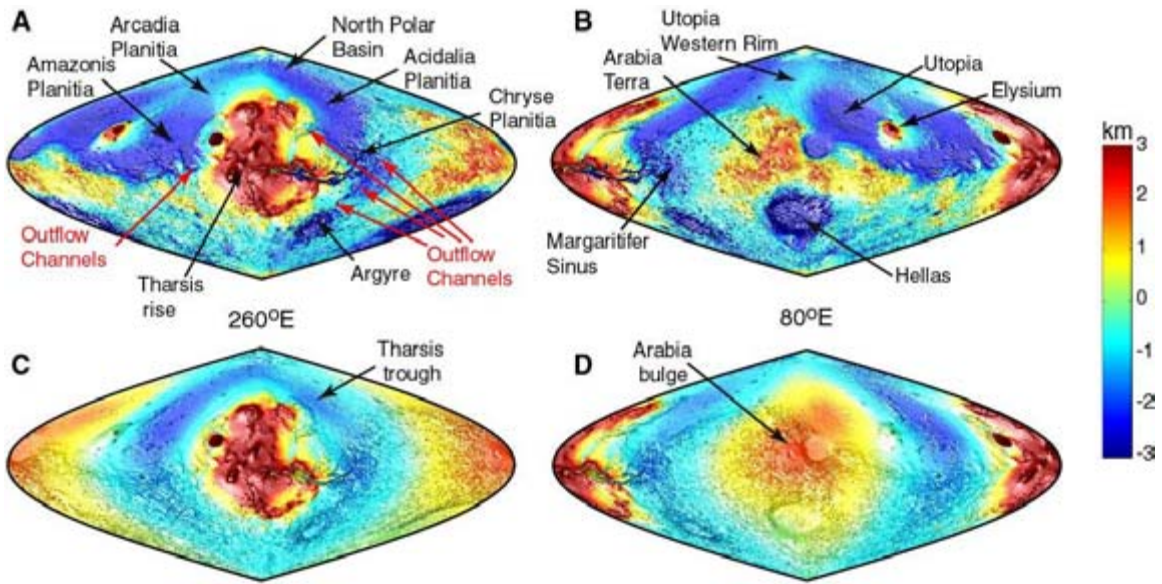 A
Arcadia
Planitia
Amazonis
Planitia
North Polar
Basin
Acidalia
Planitia
Chryse
Planitia
Outflow
Channels
Tharsis
rise
Argyre
Outflow
Channels
260°E
B
Utopia
Western Rim
Arabia
Terra
Utopia
Elysium
Margaritifer
Sinus
Hellas
80°E
C
Tharsis
trough
D
Arabia
bulge
km
3
2
1
0
-1
-2
-3